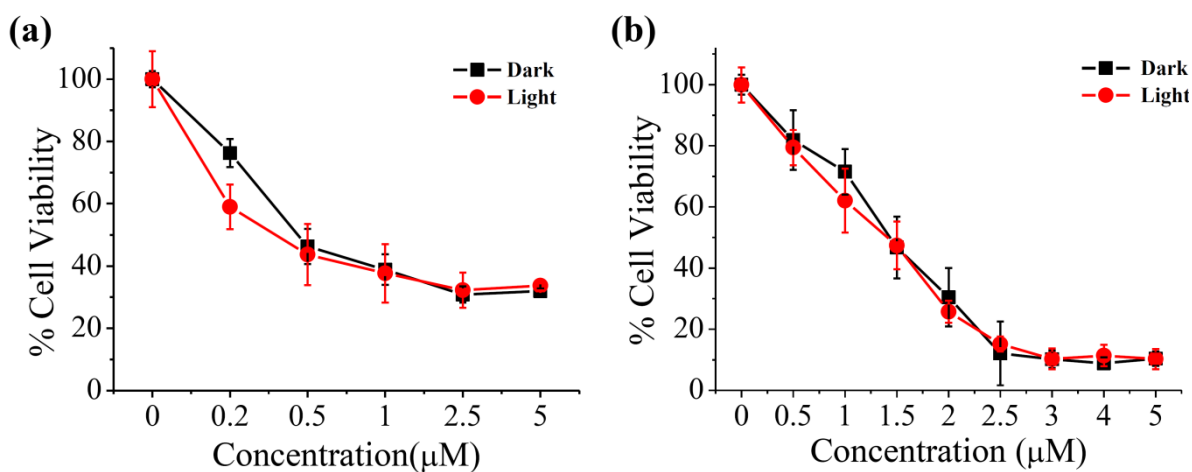 (a)
100
80
60
40
20
0
% Cell Viability
Dark
Light
0 0.2 0.5 1 2.5 5
Concentration(μM)
(b)
100
80
60
40
20
0
% Cell Viability
Dark
Light
0 0.5 1 1.5 2 2.5 3 4 5
Concentration (μM)